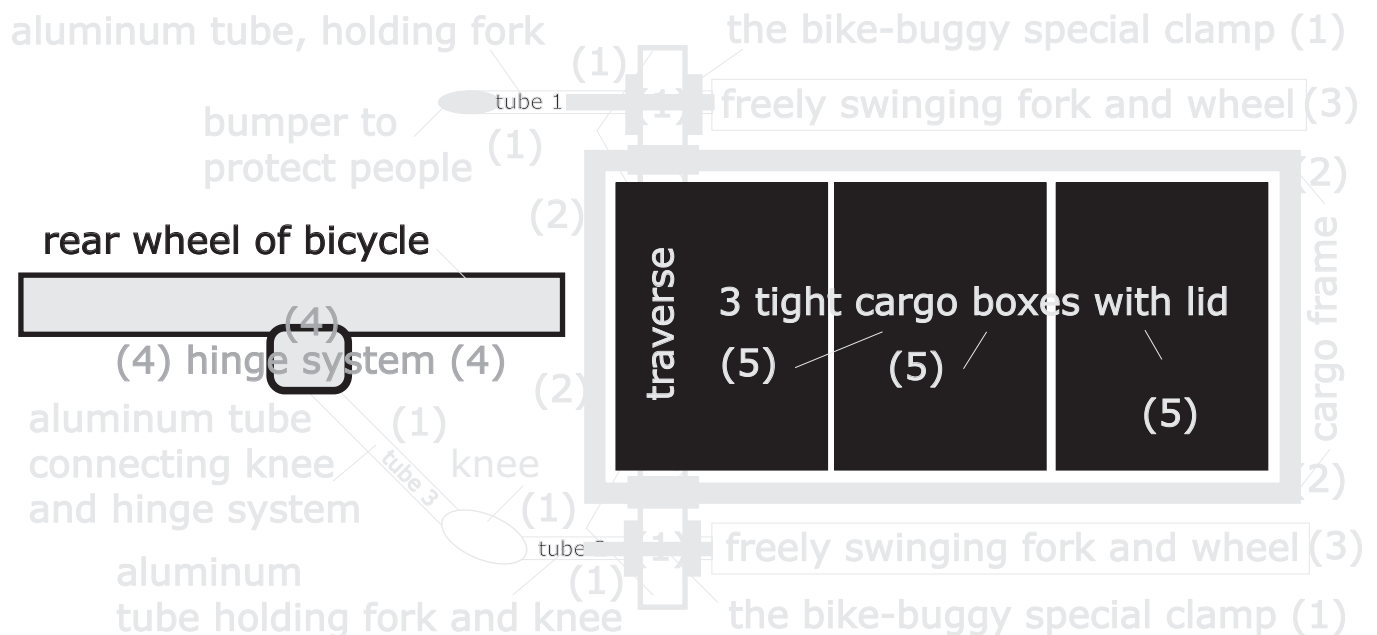 aluminum tube, holding fork
the bike-buggy special clamp (1)
(1)
tube 1
(1)
freely swinging fork and wheel (3)
bumper to
protect people
(1)
(2)
(2)
rear wheel of bicycle
traverse
3 tight cargo boxes with lid
cargo frame
(4)
(4) hinge system (4)
(5)
(5)
(5)
(2)
aluminum tube
connecting knee
and hinge system
(1)
tube 3
knee
(2)
(1)
tube
(1)
freely swinging fork and wheel (3)
(1)
aluminum
tube holding fork and knee
the bike-buggy special clamp (1)